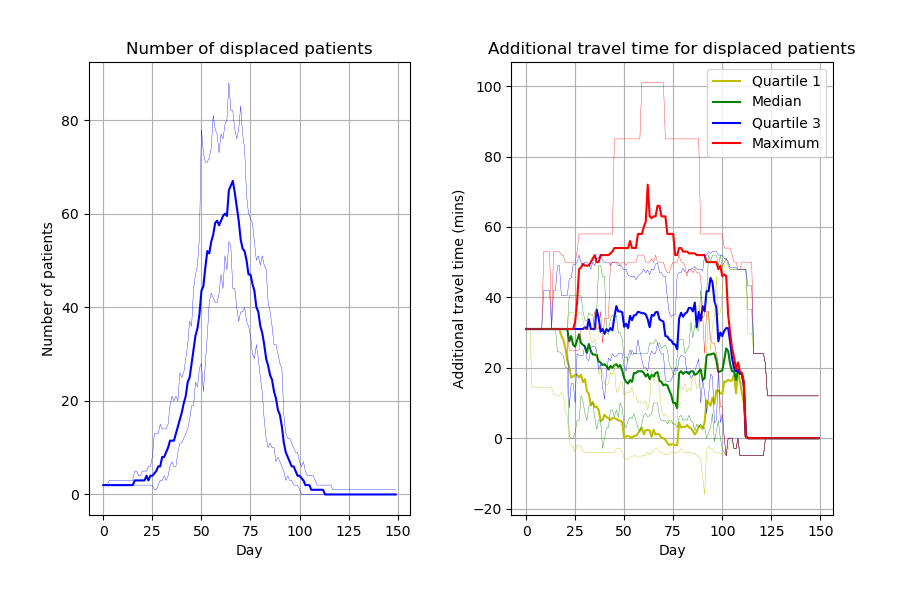 Number of displaced patients
Number of patients
80
60
40
20
0
0 25 50 75 100 125 150
Day
Additional travel time for displaced patients
Additional travel time (mins)
100
80
60
40
20
0
−20
0 25 50 75 100 125 150
Day
Quartile 1
Median
Quartile 3
Maximum